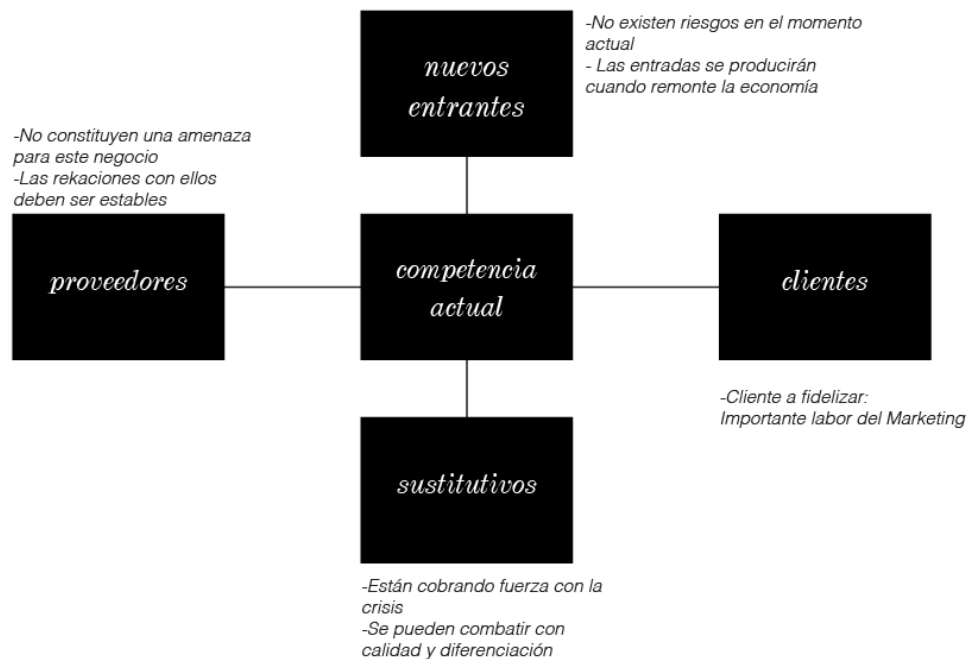 -No existen riesgos en el momento
actual
- Las entradas se producirán
cuando remonte la economía
nuevos
entrantes
-No constituyen una amenaza
para este negocio
-Las rekaciones con ellos
deben ser estables
proveedores
competencia
actual
clientes
-Cliente a fidelizar:
Importante labor del Marketing
sustitutivos
-Están cobrando fuerza con la
crisis
-Se pueden combatir con
calidad y diferenciación